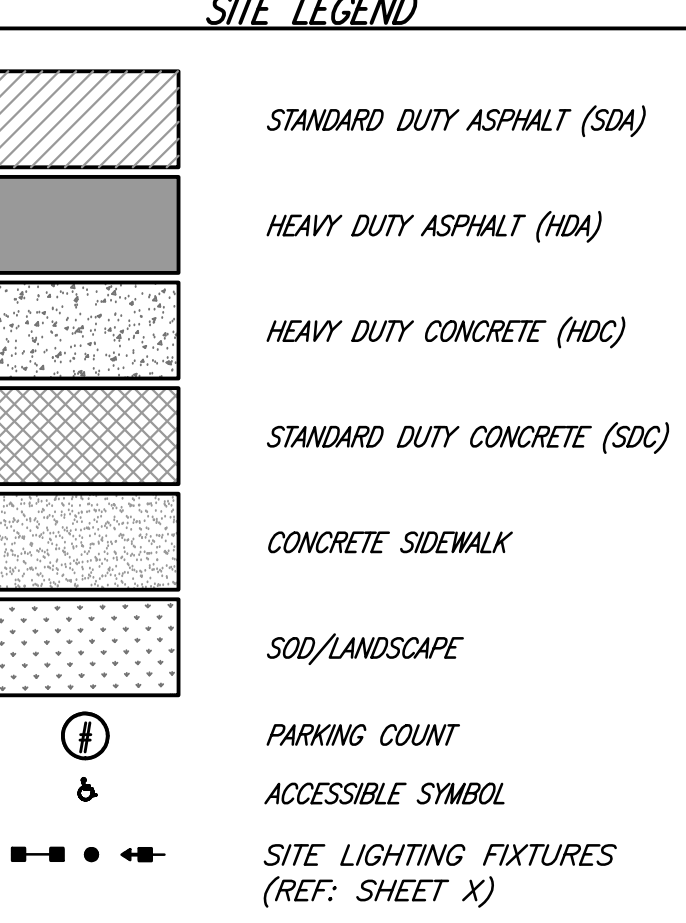 SITE LEGEND
STANDARD DUTY ASPHALT (SDA)
HEAVY DUTY ASPHALT (HDA)
HEAVY DUTY CONCRETE (HDC)
STANDARD DUTY CONCRETE (SDC)
CONCRETE SIDEWALK
SOD/LANDSCAPE
# PARKING COUNT
ACCESSIBLE SYMBOL
SITE LIGHTING FIXTURES
(REF: SHEET X)